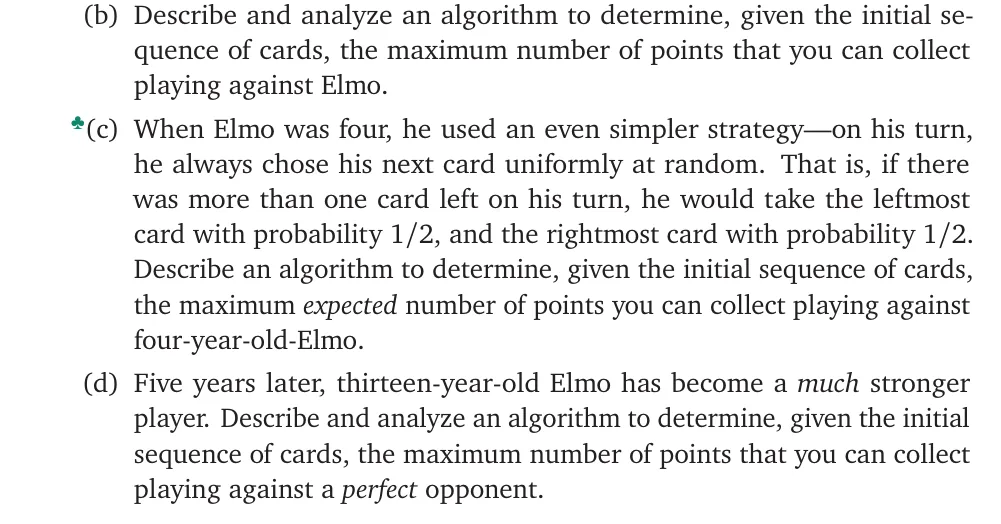 (b) Describe and analyze an algorithm to determine, given the initial se-
quence of cards, the maximum number of points that you can collect
playing against Elmo.
♣(c) When Elmo was four, he used an even simpler strategy—on his turn,
he always chose his next card uniformly at random. That is, if there
was more than one card left on his turn, he would take the leftmost
card with probability 1/2, and the rightmost card with probability 1/2.
Describe an algorithm to determine, given the initial sequence of cards,
the maximum expected number of points you can collect playing against
four-year-old-Elmo.
(d) Five years later, thirteen-year-old Elmo has become a much stronger
player. Describe and analyze an algorithm to determine, given the initial
sequence of cards, the maximum number of points that you can collect
playing against a perfect opponent.